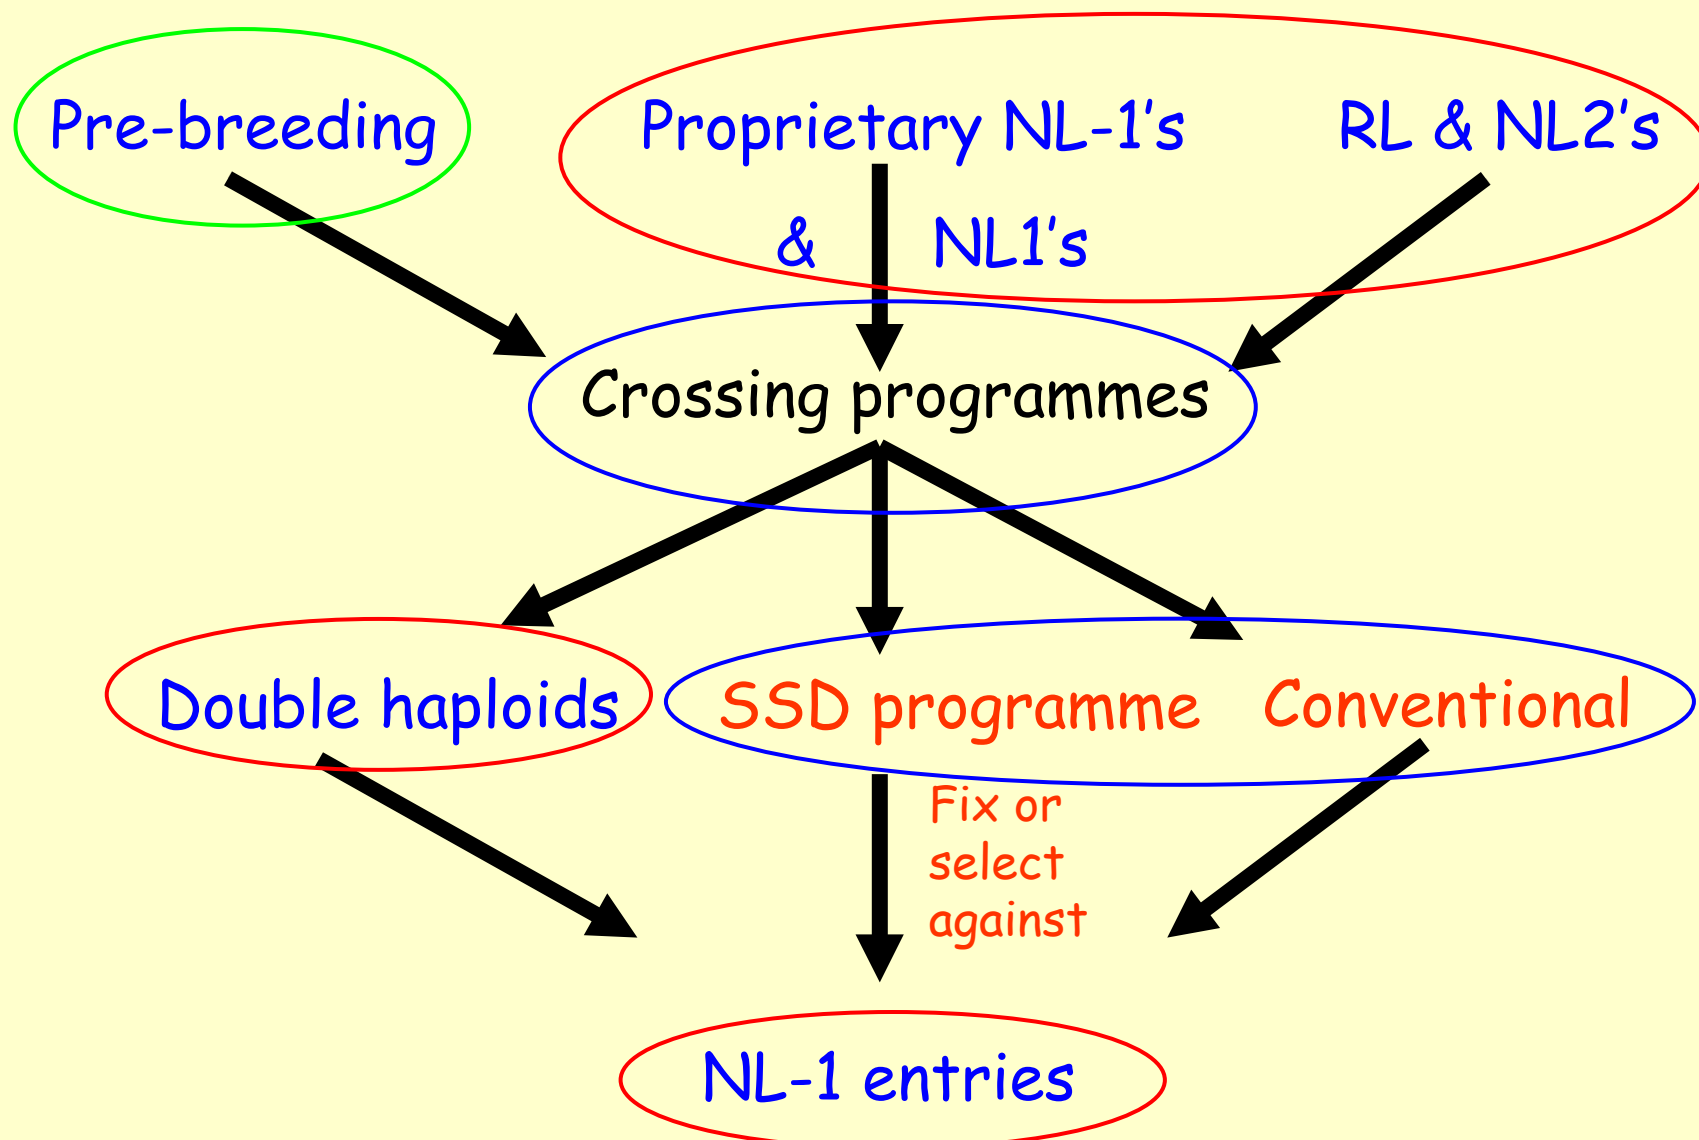 Pre-breeding
Proprietary NL-1's
RL & NL2's
& NL1's
Crossing programmes
Double haploids
SSD programme
Conventional
Fix or
select
against
NL-1 entries